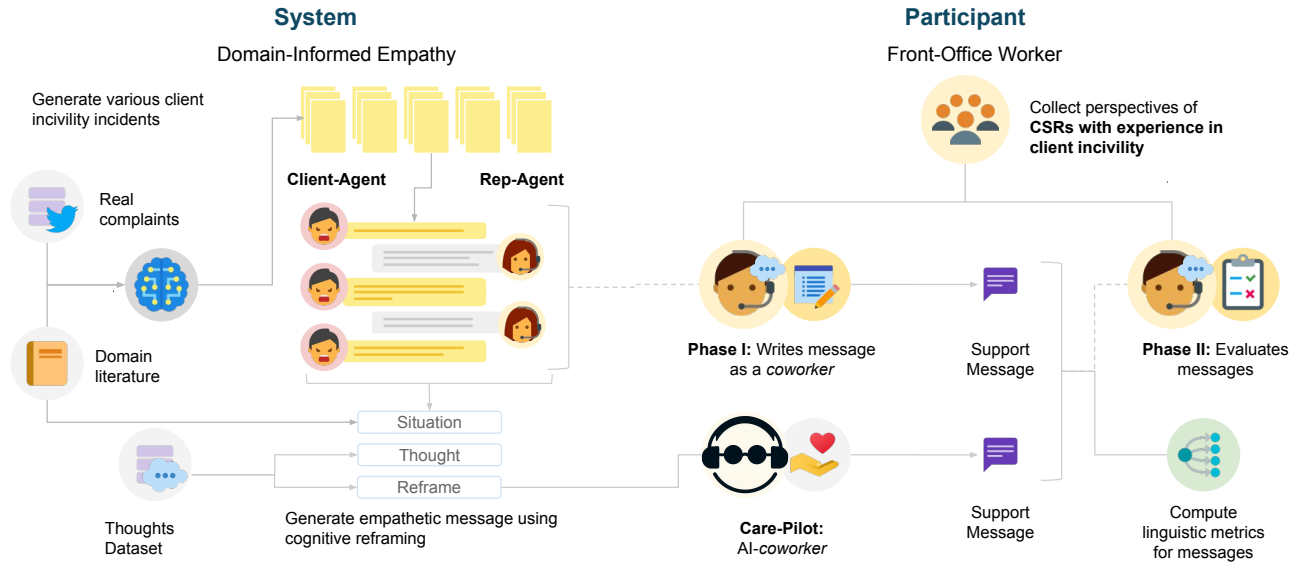 System
Domain-Informed Empathy
Generate various client
incivility incidents
Client-Agent
Rep-Agent
Real
complaints
Domain
literature
Situation
Thought
Reframe
Thoughts
Dataset
Generate empathetic message using
cognitive reframing
Participant
Front-Office Worker
Collect perspectives of
CSRs with experience in
client incivility
Phase I: Writes message
as a coworker
Support
Message
Phase II: Evaluates
messages
Care-Pilot:
AI-coworker
Support
Message
Compute
linguistic metrics
for messages